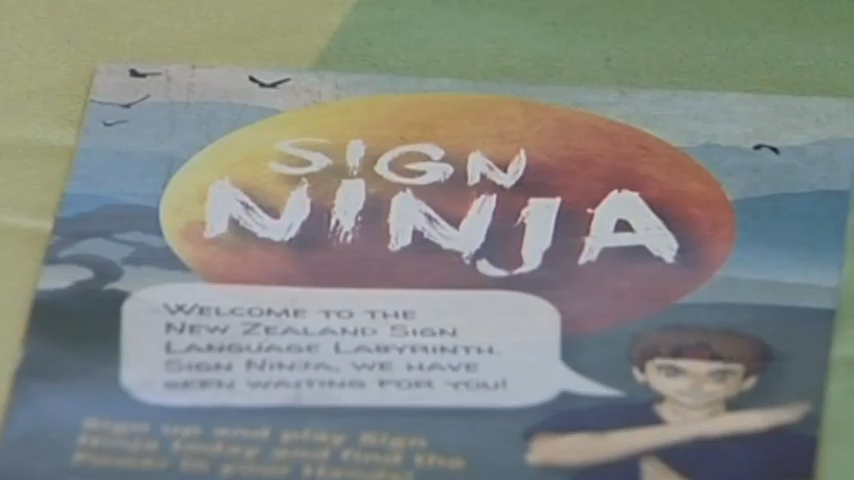 SIGN
NINJA
WELCOME TO THE
NEW ZEALAND SIGN
LANGUAGE LABYRINTH.
SIGN NINJA, WE HAVE
BEEN WAITING FOR YOU!
Sign up and play Sign
Ninja today and find the
Power in your Hands!